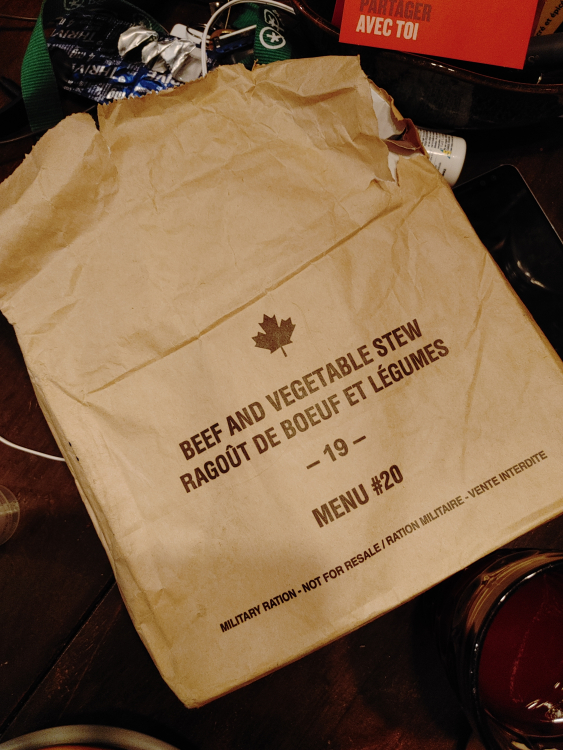 PARTAGER
AVEC TOI
THRIV
BEEF AND VEGETABLE STEW
RAGOÛT DE BOEUF ET LÉGUMES
– 19 –
MENU #20
MILITARY RATION - NOT FOR RESALE / RATION MILITAIRE - VENTE INTERDITE